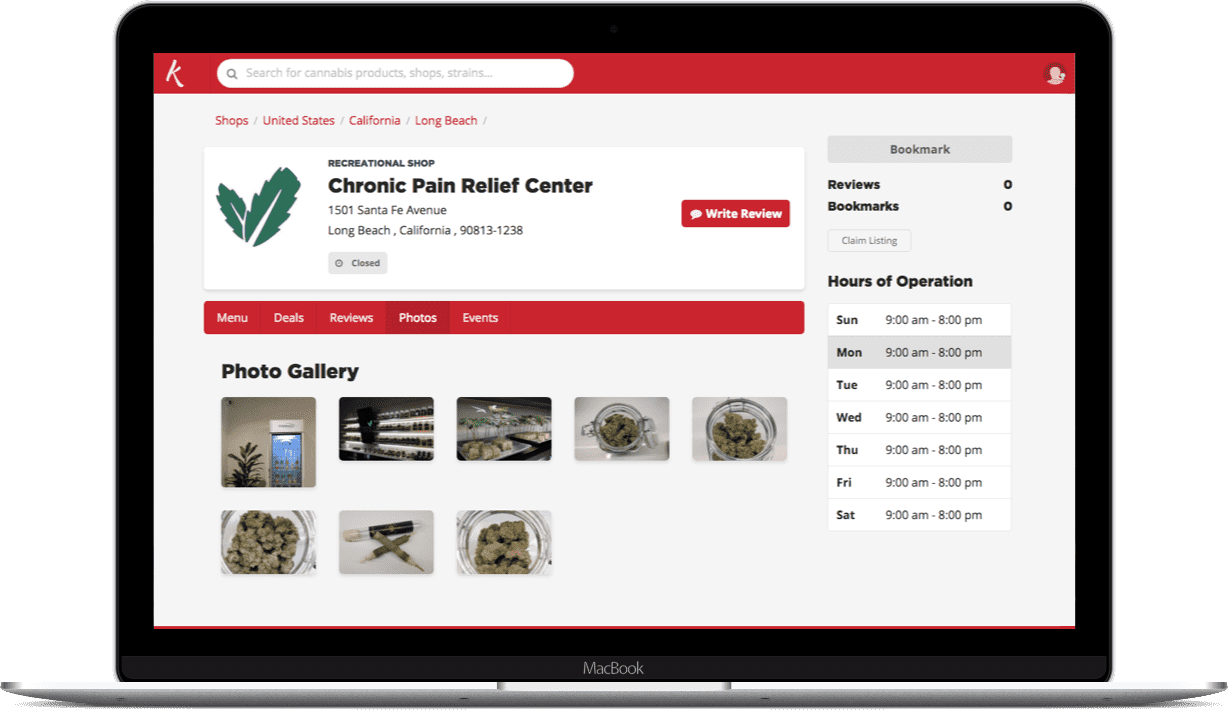 k
Search for cannabis products, shops, strains...
Shops / United States / California / Long Beach /
RECREATIONAL SHOP
Chronic Pain Relief Center
1501 Santa Fe Avenue
Long Beach , California , 90813-1238
Closed
Write Review
Bookmark
Reviews 0
Bookmarks 0
Claim Listing
Menu Deals Reviews Photos Events
Photo Gallery
Hours of Operation
Sun 9:00 am - 8:00 pm
Mon 9:00 am - 8:00 pm
Tue 9:00 am - 8:00 pm
Wed 9:00 am - 8:00 pm
Thu 9:00 am - 8:00 pm
Fri 9:00 am - 8:00 pm
Sat 9:00 am - 8:00 pm
MacBook